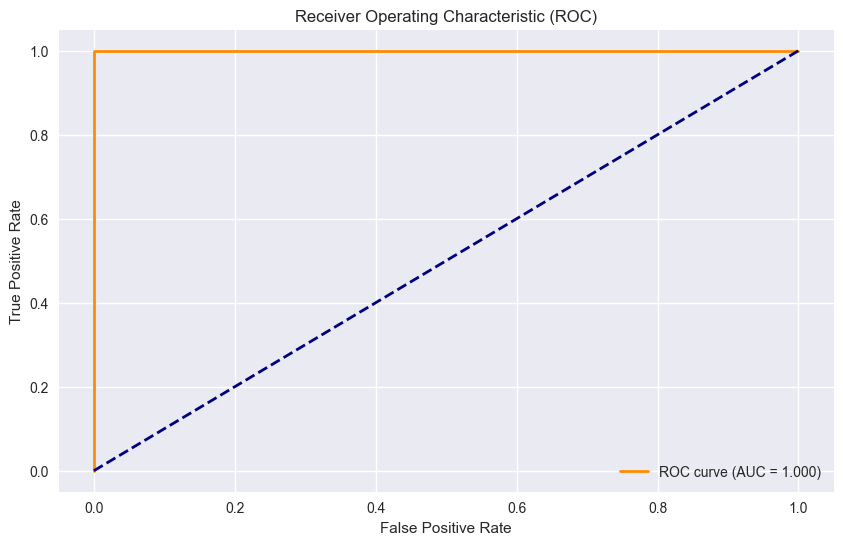 Receiver Operating Characteristic (ROC)
1.0
0.8
0.6
0.4
0.2
0.0
True Positive Rate
ROC curve (AUC = 1.000)
0.0 0.2 0.4 0.6 0.8 1.0
False Positive Rate